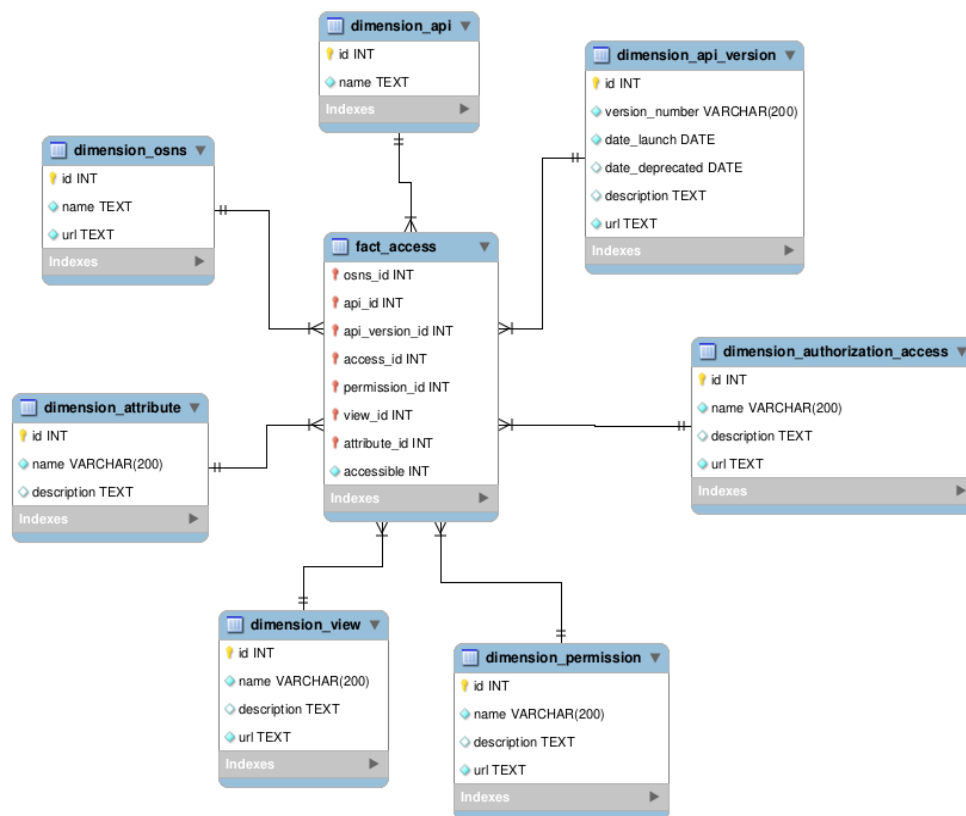 dimension_api
id INT
name TEXT
Indexes
dimension_api_version
id INT
version_number VARCHAR(200)
date_launch DATE
date_deprecated DATE
description TEXT
url TEXT
Indexes
dimension_osns
id INT
name TEXT
url TEXT
Indexes
fact_access
osns_id INT
api_id INT
api_version_id INT
access_id INT
permission_id INT
view_id INT
attribute_id INT
accessible INT
Indexes
dimension_authorization_access
id INT
name VARCHAR(200)
description TEXT
url TEXT
Indexes
dimension_attribute
id INT
name VARCHAR(200)
description TEXT
Indexes
dimension_view
id INT
name VARCHAR(200)
description TEXT
url TEXT
Indexes
dimension_permission
id INT
name VARCHAR(200)
description TEXT
url TEXT
Indexes